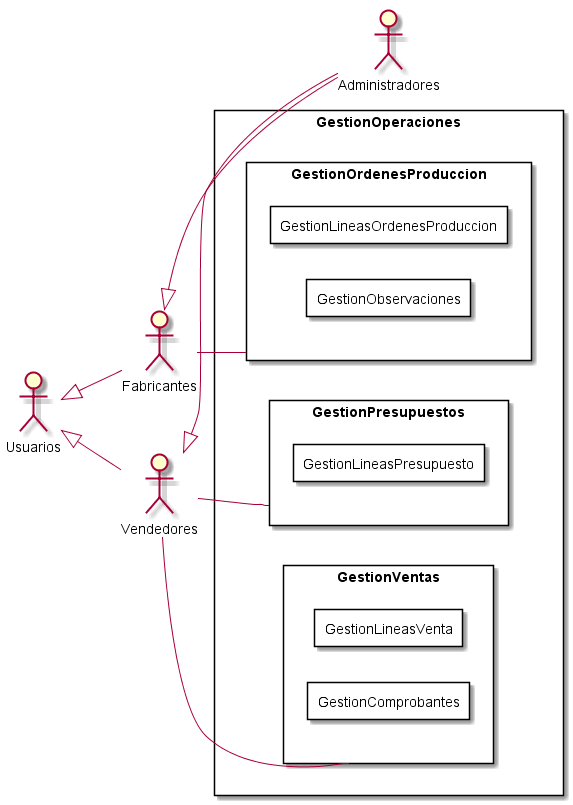 Administradores
GestionOperaciones
GestionOrdenesProduccion
GestionLineasOrdenesProduccion
GestionObservaciones
Fabricantes
Usuarios
GestionPresupuestos
GestionLineasPresupuesto
Vendedores
GestionVentas
GestionLineasVenta
GestionComprobantes